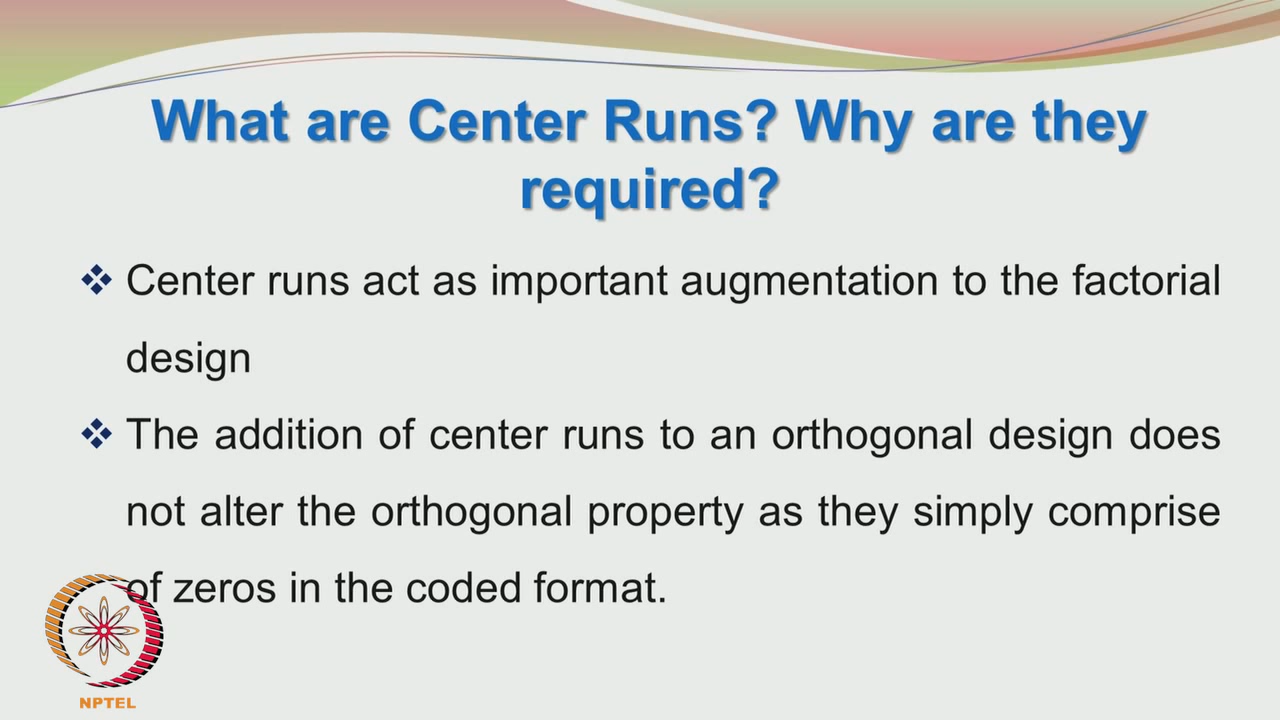 What are Center Runs? Why are they
required?
❖ Center runs act as important augmentation to the factorial
design
❖ The addition of center runs to an orthogonal design does
not alter the orthogonal property as they simply comprise
of zeros in the coded format.
NPTEL